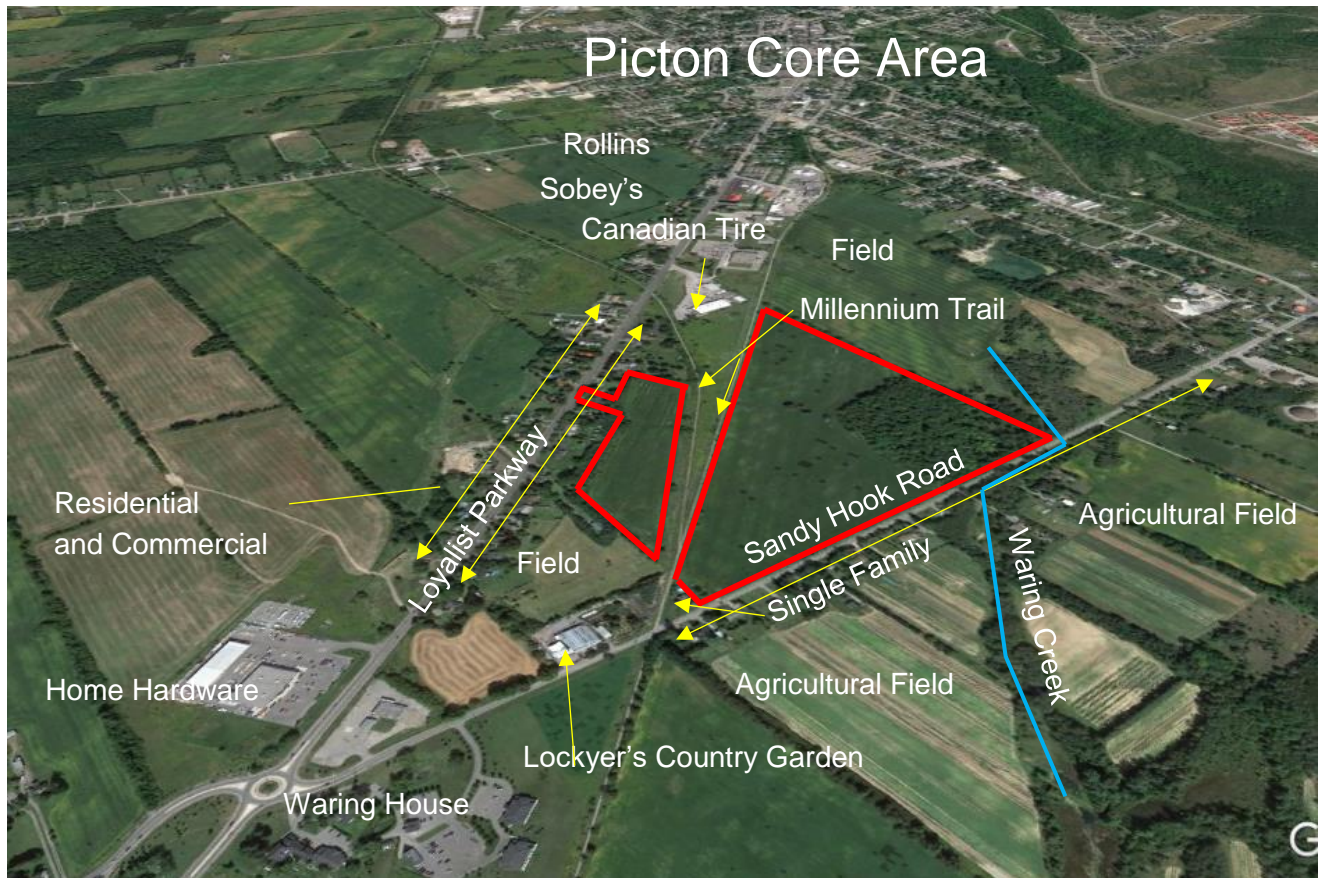 Picton Core Area
Rollins
Sobey's
Canadian Tire
Field
Millennium Trail
Loyalist Parkway
Residential
and Commercial
Field
Sandy Hook Road
Single Family
Agricultural Field
Waring Creek
Home Hardware
Agricultural Field
Lockyer's Country Garden
Waring House
G